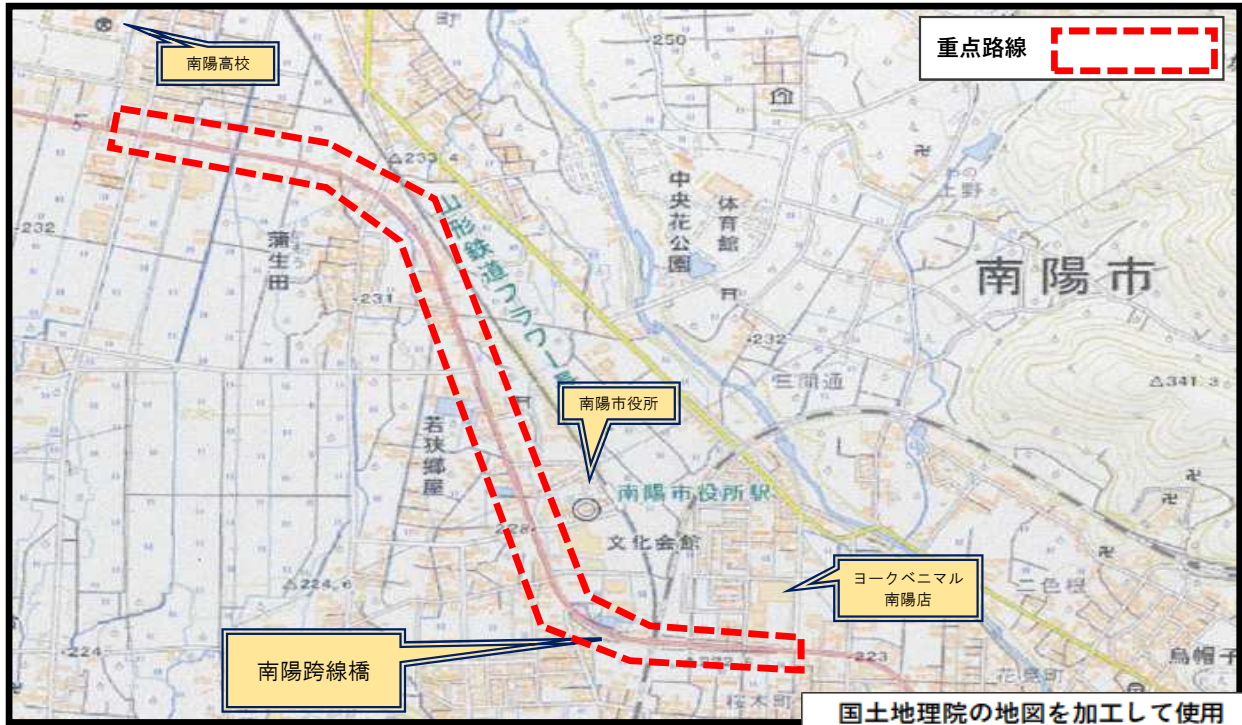 町
南陽高校
重点路線
250
233.4
232
蒲生田
231
山形鉄道フラワー長
中央花公園
体育館
上野
南陽市
232
三間通
341.3
若狭郷屋
南陽市役所
南陽市役所駅
228
文化会館
224.6
ヨークベニマル
南陽店
二色根
南陽跨線橋
224
223
烏帽子
花見町
桜木町
国土地理院の地図を加工して使用